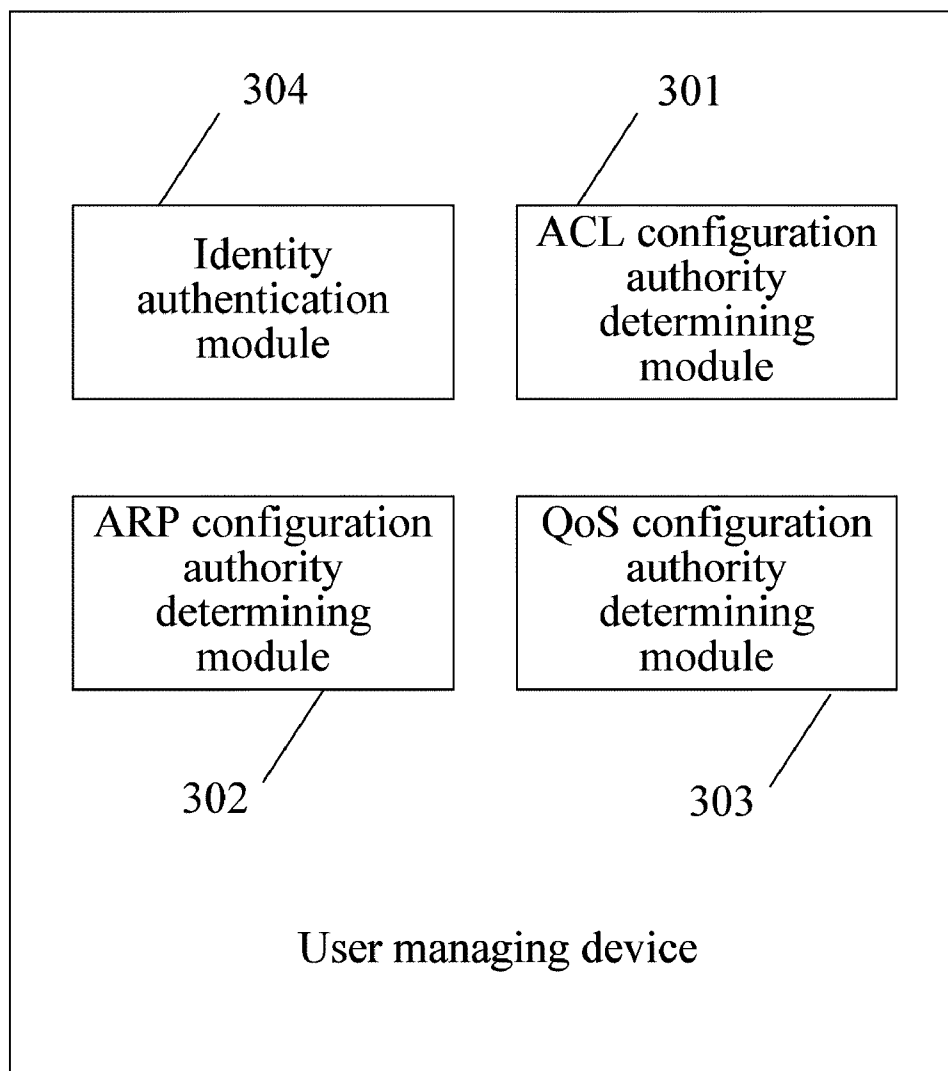 304
301
Identity
authentication
module
ACL configuration
authority
determining
module
ARP configuration
authority
determining
module
QoS configuration
authority
determining
module
302
303
User managing device